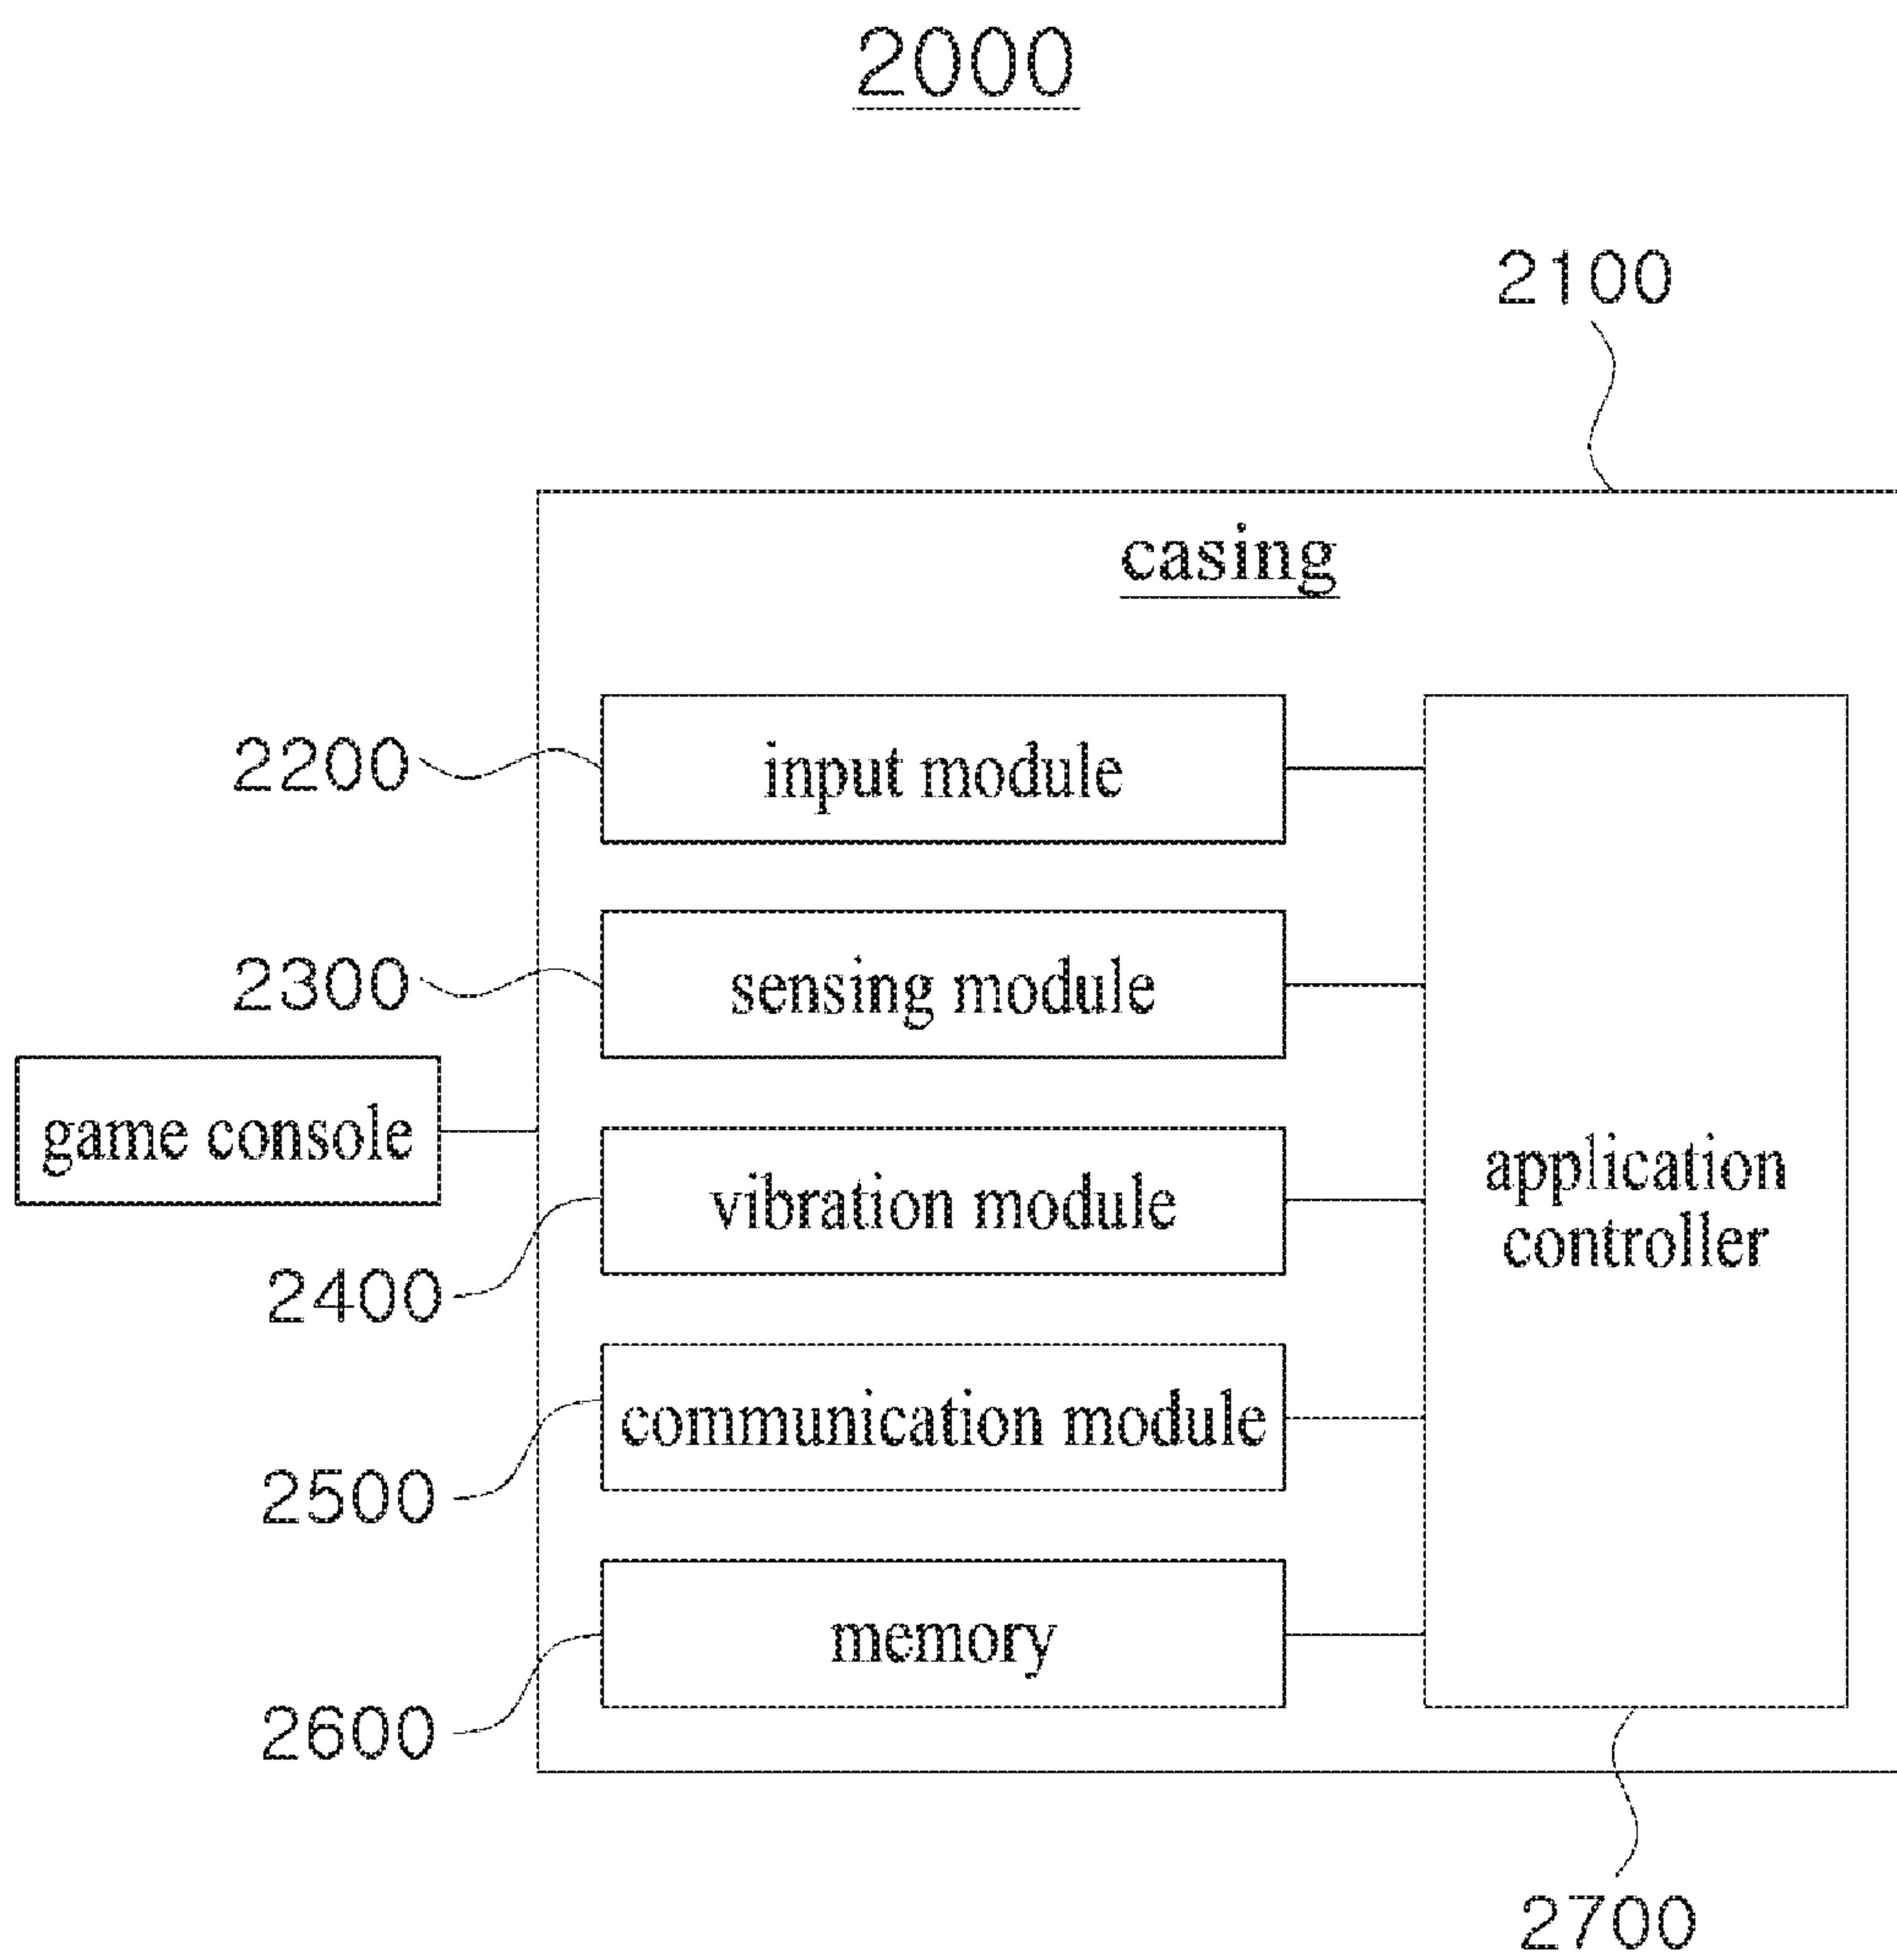 2000
2100
casing
2200
input module
2300
sensing module
game console
vibration module
application
controller
2400
communication module
2500
memory
2600
2700